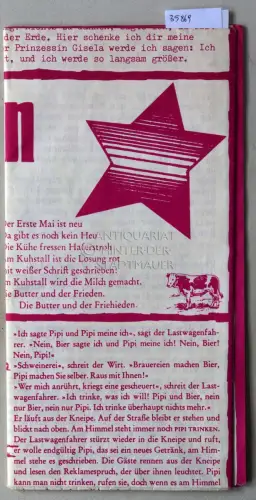 35869
der Erde. Hier schenke ich dir meine
r Prinzessin Gisela werde ich sagen: Ich
t, und ich werde so langsam größer.
n
ANTIQUARIAT
HINTER DER
STADTMAUER
Der Erste Mai ist neu
Da gibt es noch kein Heu
Die Kühe fressen Haferstroh
Am Kuhstall ist die Losung rot
mit weißer Schrift geschrieben:
Im Kuhstall wird die Milch gemacht,
die Butter und der Frieden.
Die Butter und der Friehieden.
»Ich sagte Pipi und Pipi meine ich«, sagt der Lastwagenfah-
rer. »Nein, Bier sagte ich und Pipi meine ich! Nein, Bier!
Nein, Pipi!«
»Schweinerei«, schreit der Wirt. »Brauereien machen Bier,
Pipi machen Sie selber. Raus mit Ihnen!«
»Wer mich anrührt, kriegt eine gescheuert«, schreit der Last-
wagenfahrer. »Ich trinke, was ich will! Pipi und Bier, nein
nur Bier, nein nur Pipi. Ich trinke überhaupt nichts mehr.«
Er läuft aus der Kneipe. Auf der Straße bleibt er stehen und
blickt nach oben. Am Himmel steht immer noch PIPI TRINKEN.
Der Lastwagenfahrer stürzt wieder in die Kneipe und ruft,
er wolle endgültig Pipi, das sei ein neues Getränk, am Him-
mel stehe es geschrieben. Die Gäste rennen aus der Kneipe
und lesen den Reklamespruch, der über ihnen leuchtet. Pipi
kann man nicht trinken, rufen sie, doch wenn es am Himmel